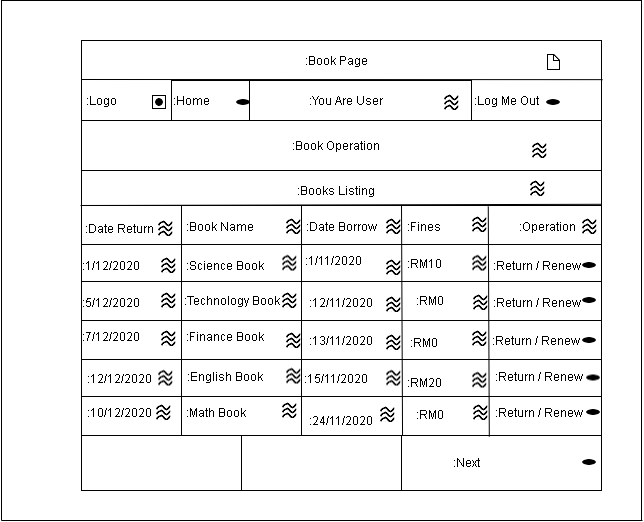 :Book Page
:Logo :Home :You Are User :Log Me Out
:Book Operation
:Books Listing
:Date Return :Book Name :Date Borrow :Fines :Operation
:1/12/2020 :Science Book :1/11/2020 :RM10 :Return / Renew
:5/12/2020 :Technology Book :12/11/2020 :RM0 :Return / Renew
:7/12/2020 :Finance Book :13/11/2020 :RM0 :Return / Renew
:12/12/2020 :English Book :15/11/2020 :RM20 :Return / Renew
:10/12/2020 :Math Book :24/11/2020 :RM0 :Return / Renew
:Next